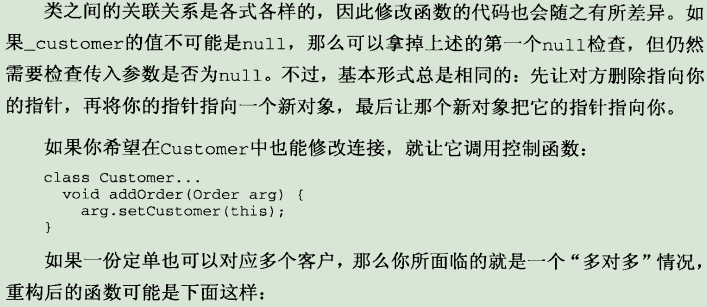 类之间的关联关系是各式各样的，因此修改函数的代码也会随之有所差异。如
果_customer的值不可能是null，那么可以拿掉上述的第一个null检查，但仍然
需要检查传入参数是否为null。不过，基本形式总是相同的：先让对方删除指向你
的指针，再将你的指针指向一个新对象，最后让那个新对象把它的指针指向你。
如果你希望在Customer中也能修改连接，就让它调用控制函数：
class Customer...
  void addOrder(Order arg) {
    arg.setCustomer(this);
}
如果一份定单也可以对应多个客户，那么你所面临的就是一个“多对多”情况，
重构后的函数可能是下面这样：